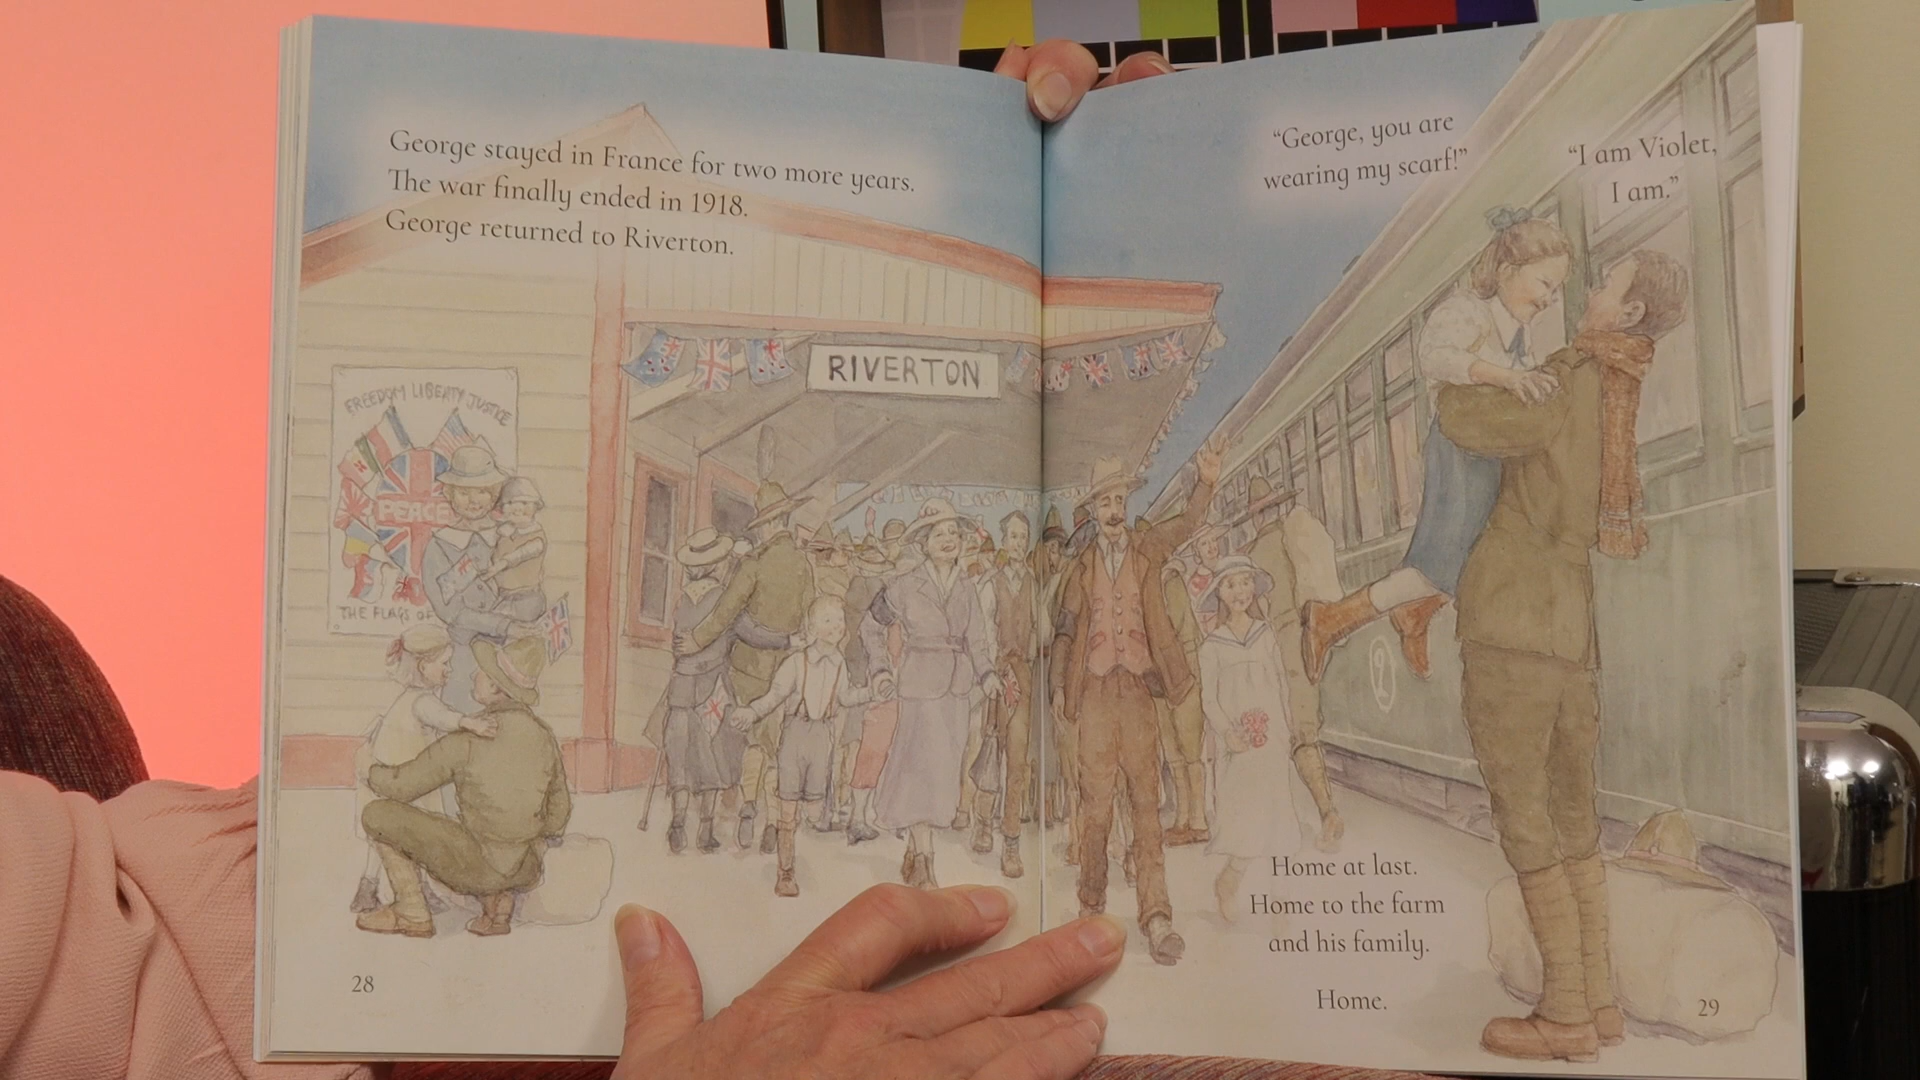 George stayed in France for two more years.
The war finally ended in 1918.
George returned to Riverton.
RIVERTON
FREEDOM LIBERTY JUSTICE
PEACE
THE FLAGS OF
28
“George, you are
wearing my scarf!”
“I am Violet,
I am.”
2
Home at last.
Home to the farm
and his family.
Home.
29